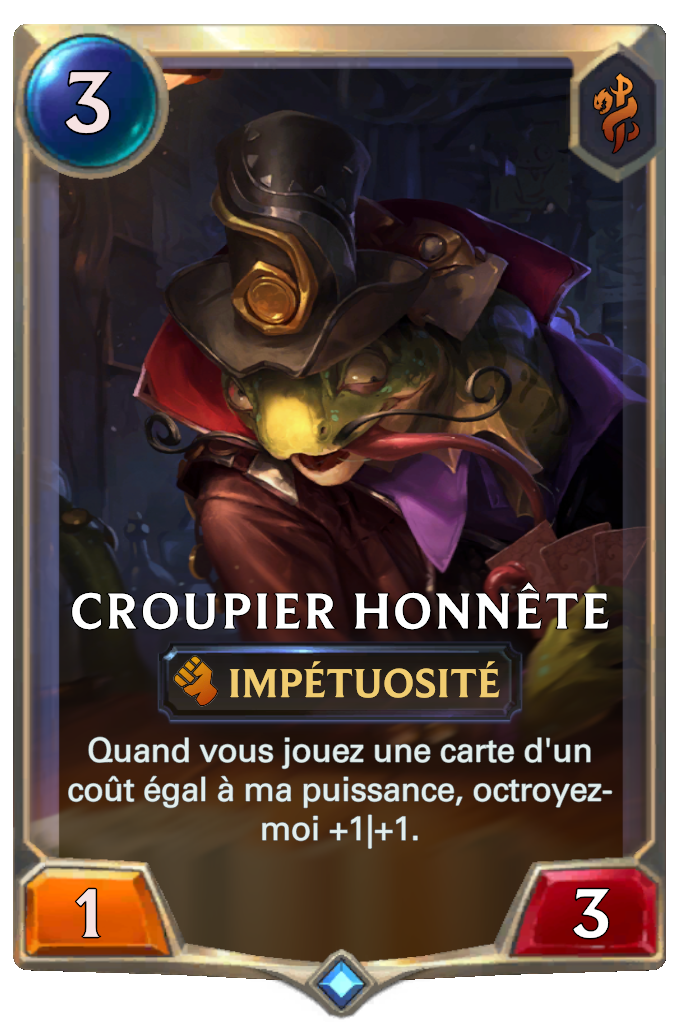 3
CROUPIER HONNÊTE
IMPÉTUOSITÉ
Quand vous jouez une carte d'un
coût égal à ma puissance, octroyez-
moi +1|+1.
1
3